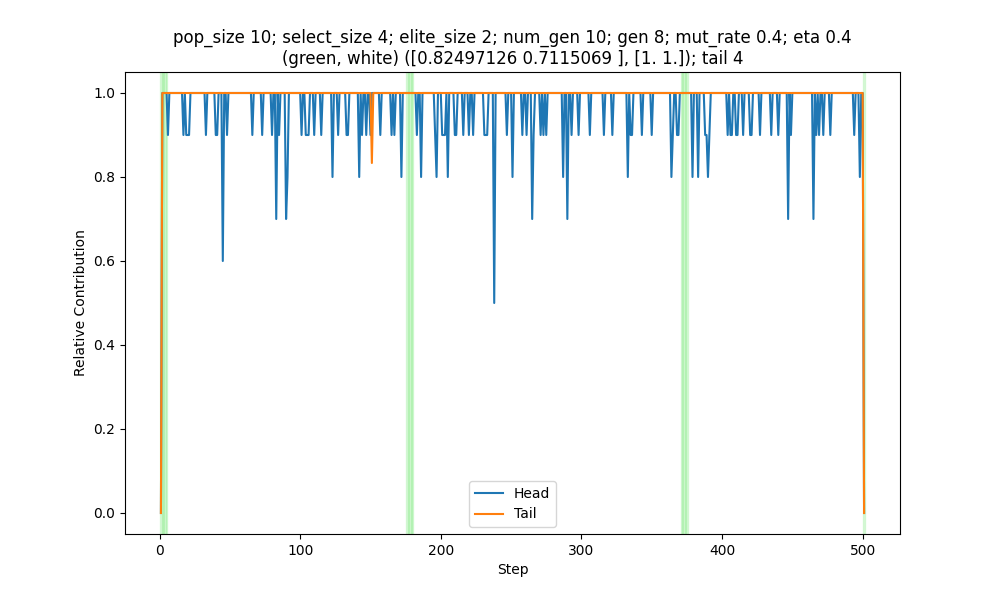 pop_size 10; select_size 4; elite_size 2; num_gen 10; gen 8; mut_rate 0.4; eta 0.4
(green, white) ([0.82497126 0.7115069 ], [1. 1.]); tail 4
1.0
0.8
0.6
0.4
0.2
0.0
Relative Contribution
Head
Tail
0
100
200
300
400
500
Step